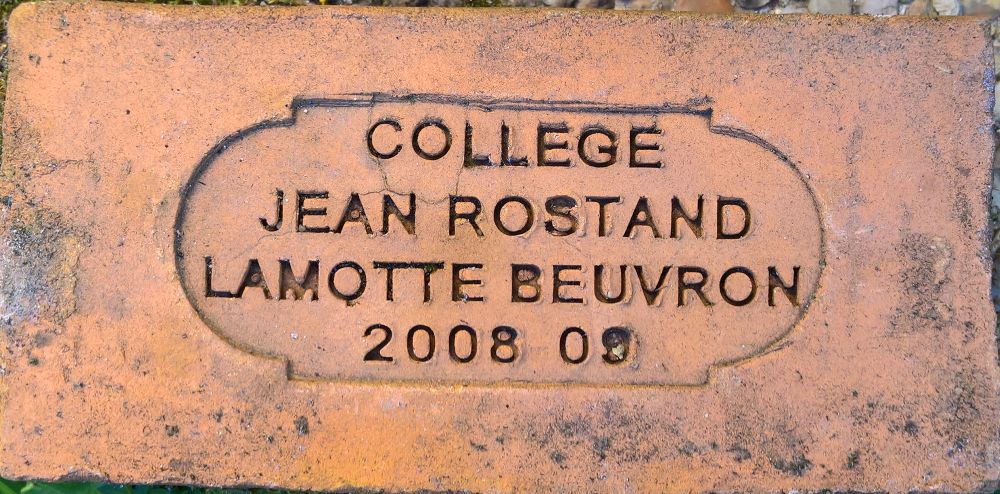 COLLEGE
JEAN ROSTAND
LAMOTTE BEUVRON
2008 09